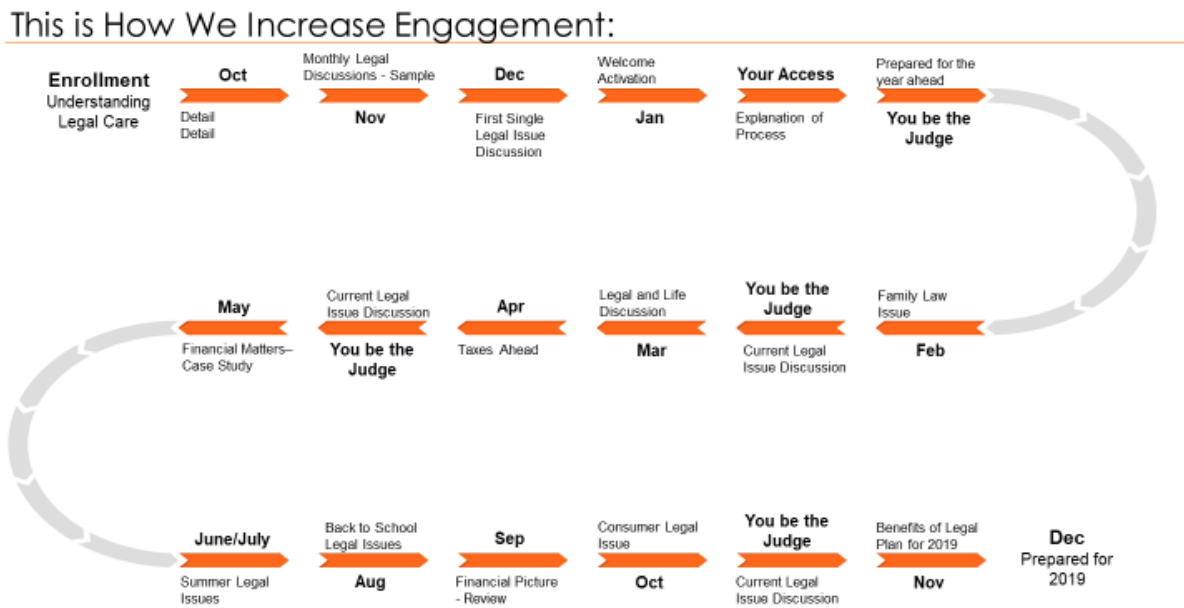 This is How We Increase Engagement:
Enrollment
Understanding
Legal Care
Oct
Detail
Detail
Monthly Legal
Discussions - Sample
Nov
Dec
First Single
Legal Issue
Discussion
Welcome
Activation
Jan
Your Access
Explanation of
Process
Prepared for the
year ahead
You be the
Judge
Family Law
Issue
Feb
You be the
Judge
Current Legal
Issue Discussion
Legal and Life
Discussion
Mar
Apr
Taxes Ahead
Current Legal
Issue Discussion
You be the
Judge
May
Financial Matters–
Case Study
June/July
Summer Legal
Issues
Back to School
Legal Issues
Aug
Sep
Financial Picture
- Review
Consumer Legal
Issue
Oct
You be the
Judge
Current Legal
Issue Discussion
Benefits of Legal
Plan for 2019
Nov
Dec
Prepared for
2019